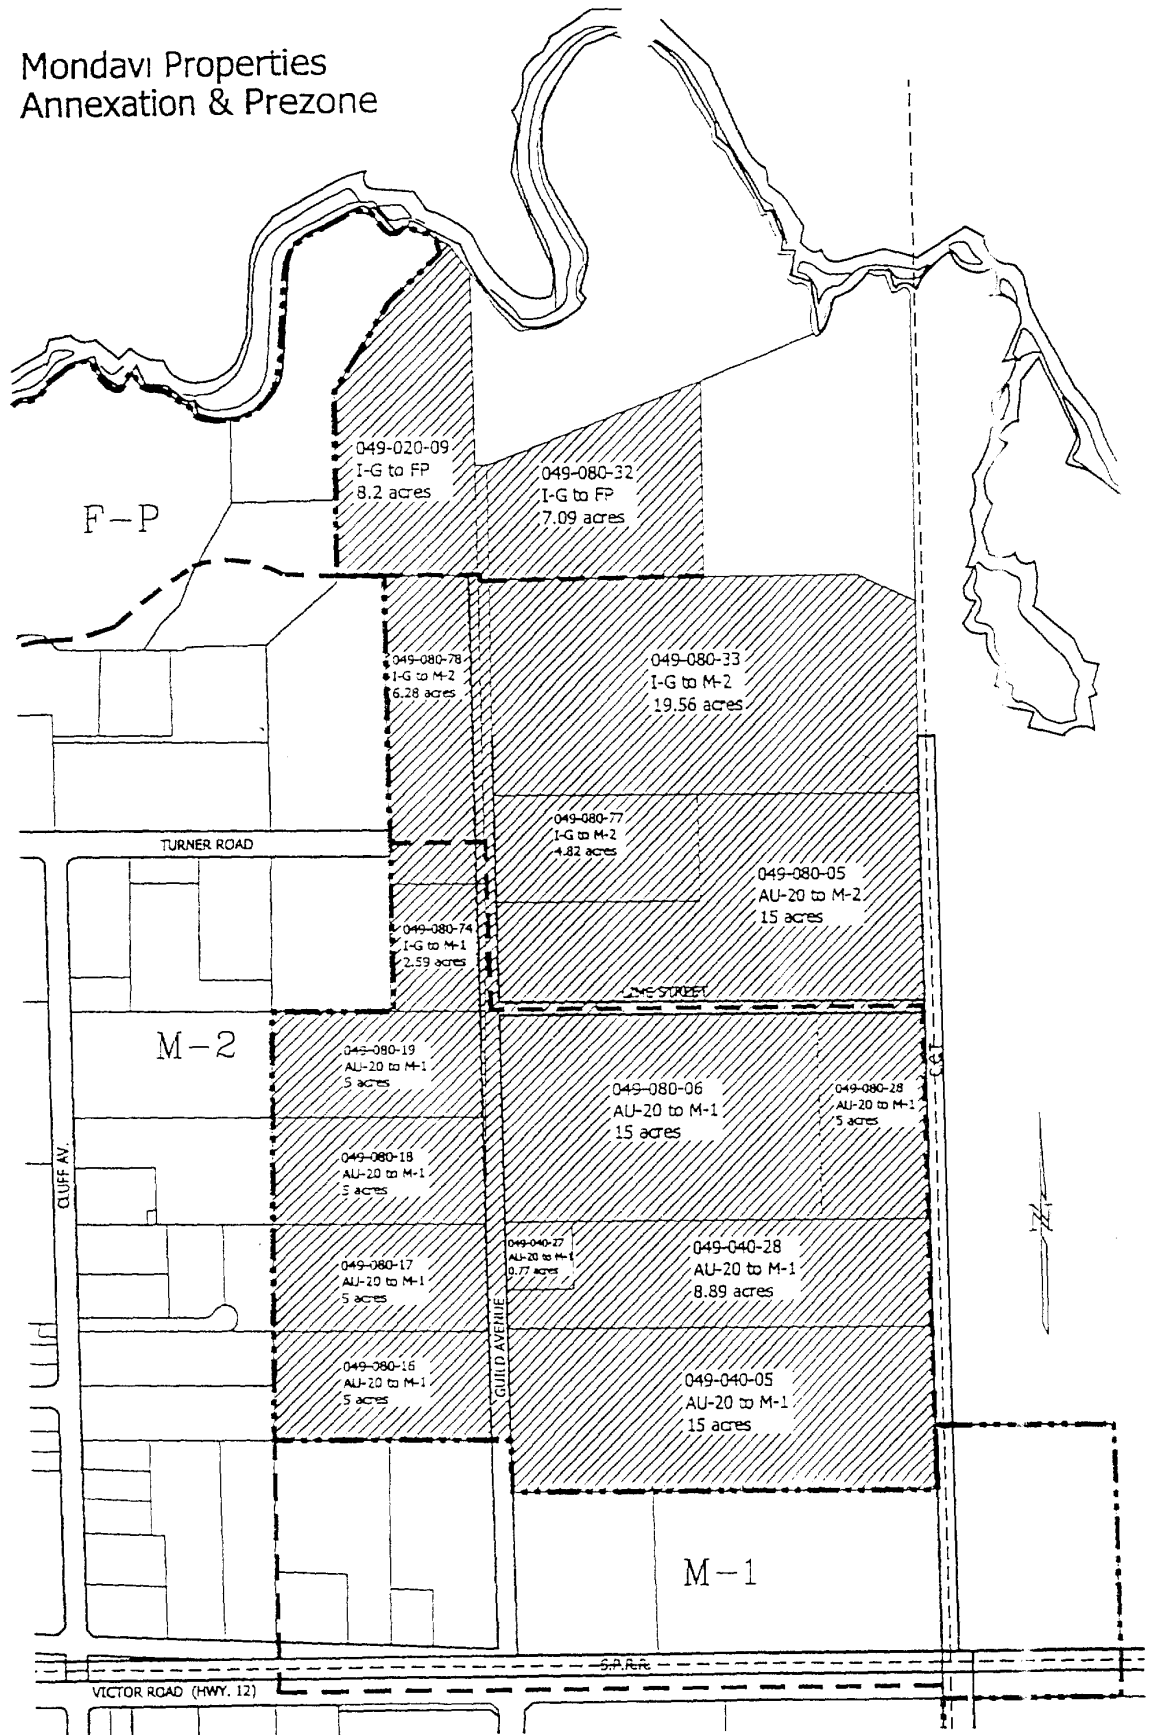 Mondavi Properties
Annexation & Prezone
049-020-09
I-G to FP
8.2 acres
049-080-32
I-G to FP
7.09 acres
F-P
049-080-78
I-G to M-2
6.28 acres
049-080-33
I-G to M-2
19.56 acres
049-080-77
I-G to M-2
4.82 acres
TURNER ROAD
049-080-05
AU-20 to M-2
15 acres
049-080-74
I-G to M-1
2.59 acres
STREET
M-2
049-080-19
AU-20 to M-1
5 acres
049-080-06
AU-20 to M-1
15 acres
049-080-28
AU-20 to M-1
5 acres
C.C.T.
CLUFF AV.
049-080-18
AU-20 to M-1
5 acres
049-040-27
AU-20 to M-1
0.77 acres
049-040-28
AU-20 to M-1
8.89 acres
049-080-17
AU-20 to M-1
5 acres
GUILD AVENUE
049-080-16
AU-20 to M-1
5 acres
049-040-05
AU-20 to M-1
15 acres
M-1
S.P.R.R.
VICTOR ROAD (HWY. 12)